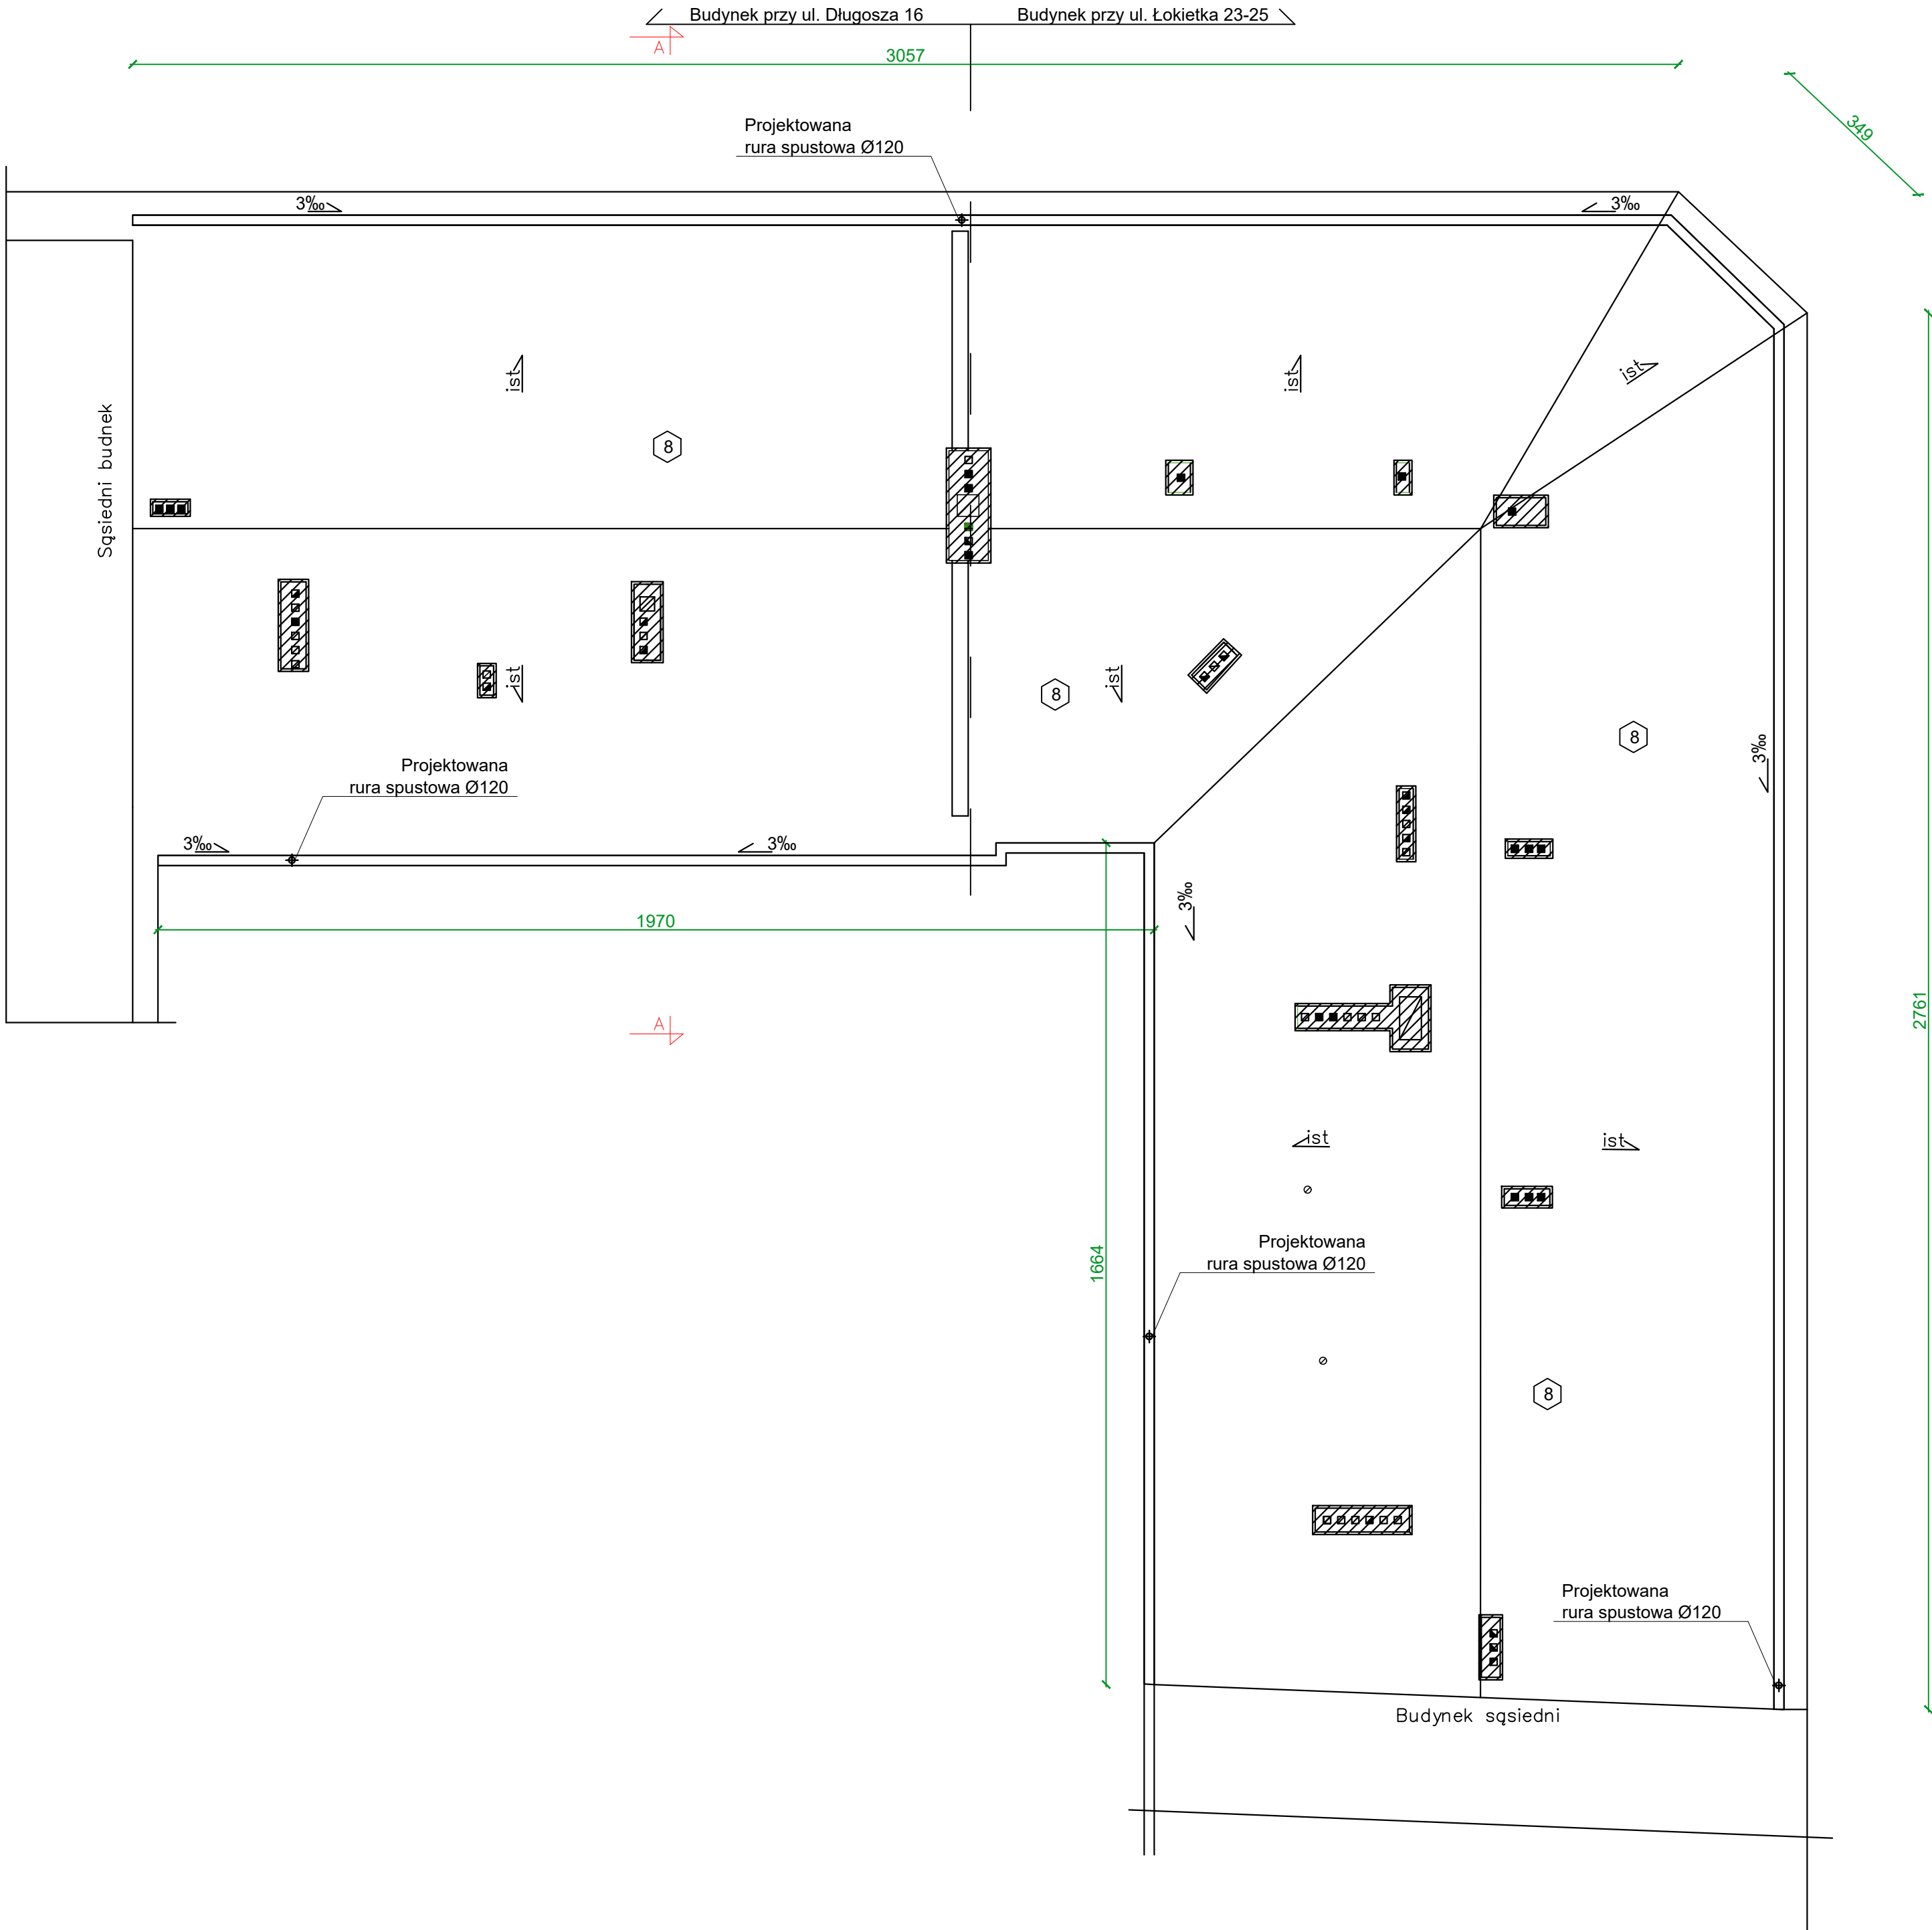 Budynek przy ul. Długosza 16
Budynek przy ul. Łokietka 23-25
A
3057
349
Projektowana
rura spustowa Ø120
3‰
3‰
ist
ist
ist
Sąsiedni budnek
8
ist
ist
8
8
3‰
Projektowana
rura spustowa Ø120
3‰
3‰
3‰
1970
2761
A
ist
ist
Projektowana
rura spustowa Ø120
1664
8
Projektowana
rura spustowa Ø120
Budynek sąsiedni